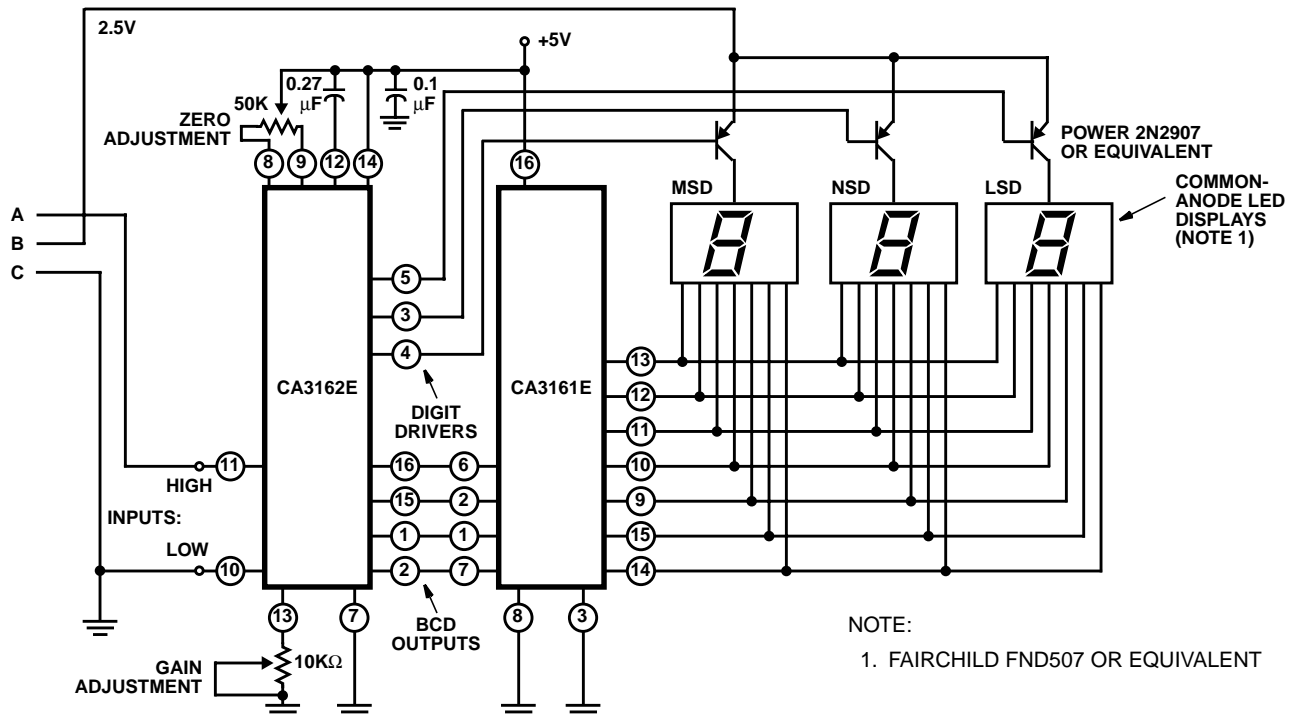 2.5V
+5V
0.27
µF
0.1
µF
50K
ZERO
ADJUSTMENT
8
9
12
14
16
POWER 2N2907
OR EQUIVALENT
MSD
NSD
LSD
COMMON-
ANODE LED
DISPLAYS
(NOTE 1)
8
8
8
A
B
C
5
3
4
DIGIT
DRIVERS
CA3162E
CA3161E
13
12
11
10
9
15
14
11
HIGH
INPUTS:
LOW
10
16
6
15
2
1
1
2
7
BCD
OUTPUTS
13
7
8
3
10KΩ
GAIN
ADJUSTMENT
NOTE:
1. FAIRCHILD FND507 OR EQUIVALENT